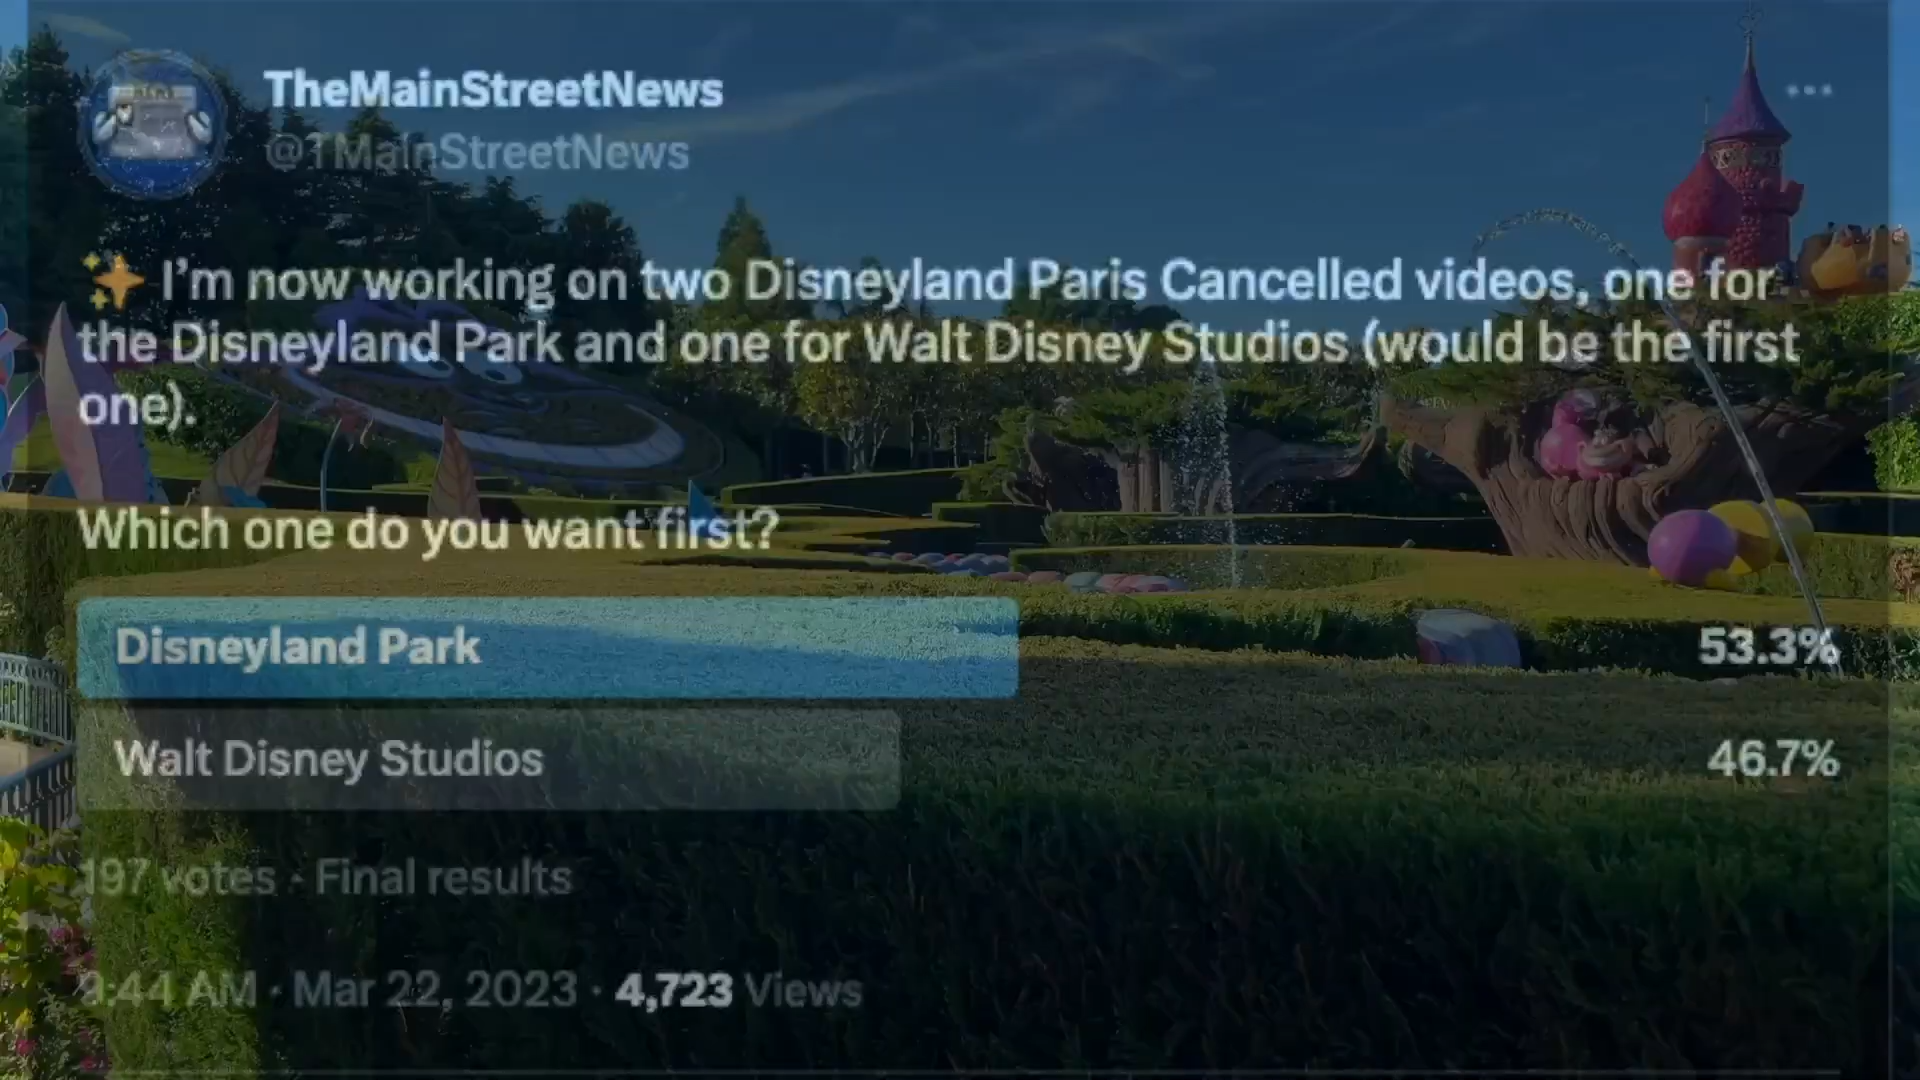 TheMainStreetNews
@TMainStreetNews
✨ I'm now working on two Disneyland Paris Cancelled videos, one for
the Disneyland Park and one for Walt Disney Studios (would be the first
one).
Which one do you want first?
Disneyland Park 53.3%
Walt Disney Studios 46.7%
197 votes · Final results
9:44 AM · Mar 22, 2023 · 4,723 Views